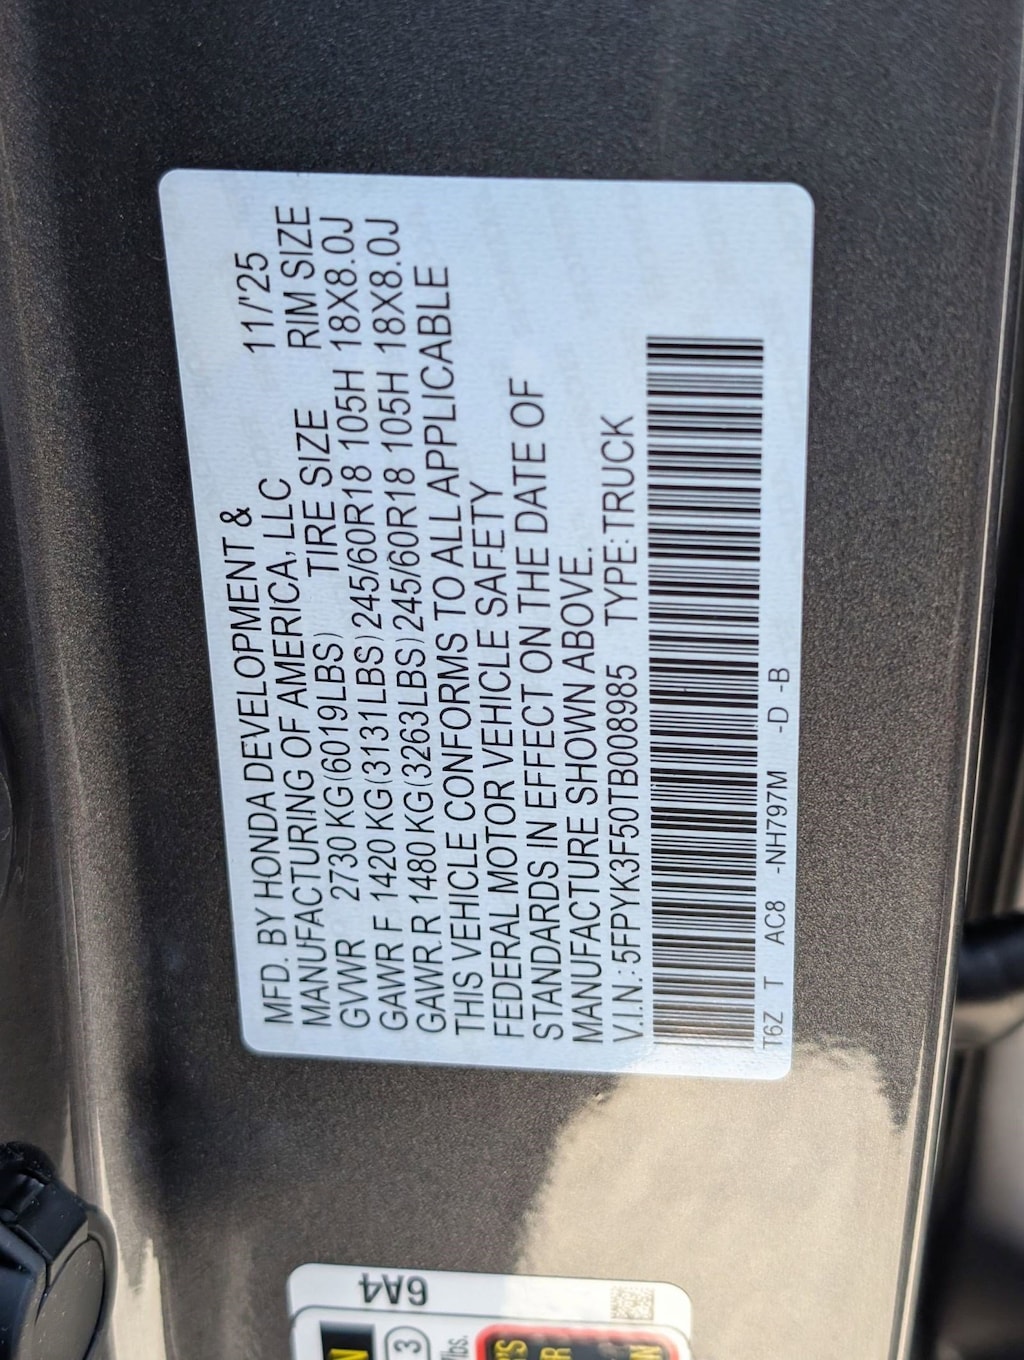 MFD. BY HONDA DEVELOPMENT & 11/'25
MANUFACTURING OF AMERICA, LLC
TIRE SIZE RIM SIZE
GVWR 2730 KG(6019LBS)
GAWR F 1420 KG(3131LBS) 245/60R18 105H 18X8.0J
GAWR R 1480 KG(3263LBS) 245/60R18 105H 18X8.0J
THIS VEHICLE CONFORMS TO ALL APPLICABLE
FEDERAL MOTOR VEHICLE SAFETY
STANDARDS IN EFFECT ON THE DATE OF
MANUFACTURE SHOWN ABOVE.
V.I.N.: 5FPYK3F50TB008985 TYPE: TRUCK
T6Z T AC8 -NH797M -D -B
6A4
3
lbs.